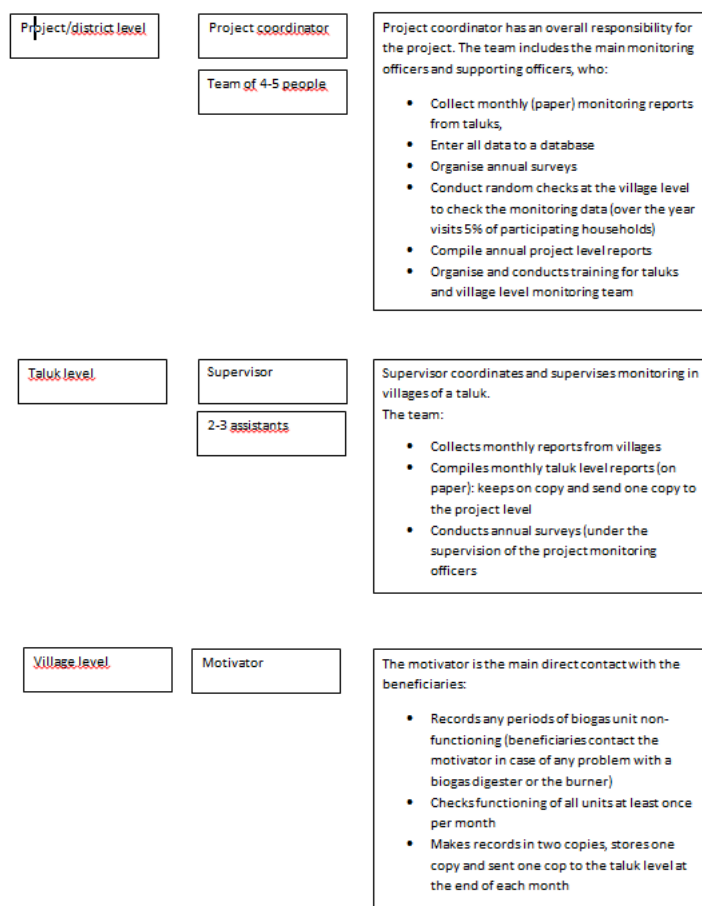 Project/district level
Project coordinator
Team of 4-5 people
Project coordinator has an overall responsibility for
the project. The team includes the main monitoring
officers and supporting officers, who:
• Collect monthly (paper) monitoring reports
from taluks,
• Enter all data to a database
• Organise annual surveys
• Conduct random checks at the village level
to check the monitoring data (over the year
visits 5% of participating households)
• Compile annual project level reports
• Organise and conducts training for taluks
and village level monitoring team
Taluk level
Supervisor
2-3 assistants
Supervisor coordinates and supervises monitoring in
villages of a taluk.
The team:
• Collects monthly reports from villages
• Compiles monthly taluk level reports (on
paper): keeps on copy and send one copy to
the project level
• Conducts annual surveys (under the
supervision of the project monitoring
officers
Village level
Motivator
The motivator is the main direct contact with the
beneficiaries:
• Records any periods of biogas unit non-
functioning (beneficiaries contact the
motivator in case of any problem with a
biogas digester or the burner)
• Checks functioning of all units at least once
per month
• Makes records in two copies, stores one
copy and sent one cop to the taluk level at
the end of each month